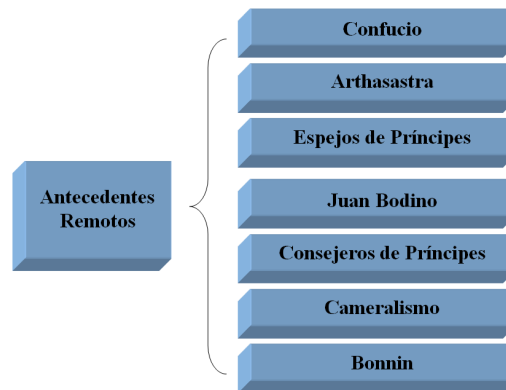 Antecedentes
Remotos
Confucio
Arthasastra
Espejos de Príncipes
Juan Bodino
Consejeros de Príncipes
Cameralismo
Bonnin